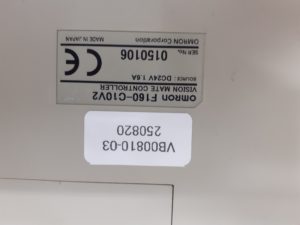 OMRON F160-C10V2
VISION MATE CONTROLLER
SOURCE : DC24V 1.6A
CE
SER NO. 0150106
OMRON Corporation
MADE IN JAPAN
VB00810-03
250820